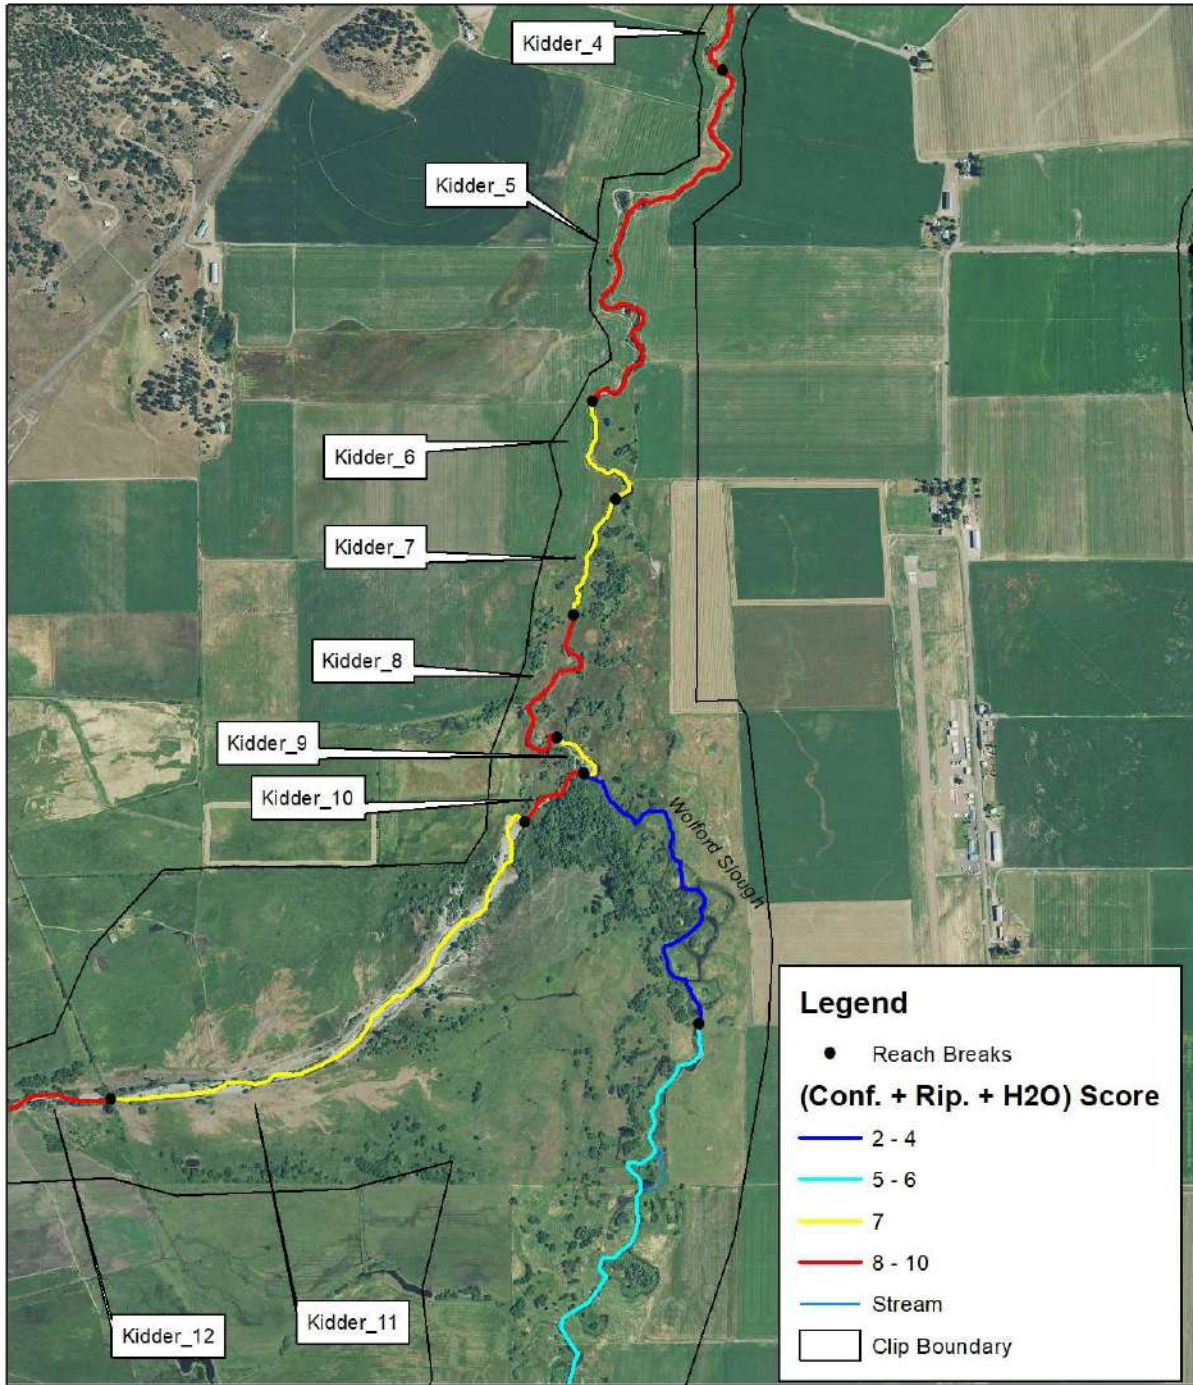 Kidder_4
Kidder_5
Kidder_6
Kidder_7
Kidder_8
Kidder_9
Kidder_10
Wolford Slough
Kidder_12
Kidder_11
Legend
Reach Breaks
(Conf. + Rip. + H2O) Score
2 - 4
5 - 6
7
8 - 10
Stream
Clip Boundary